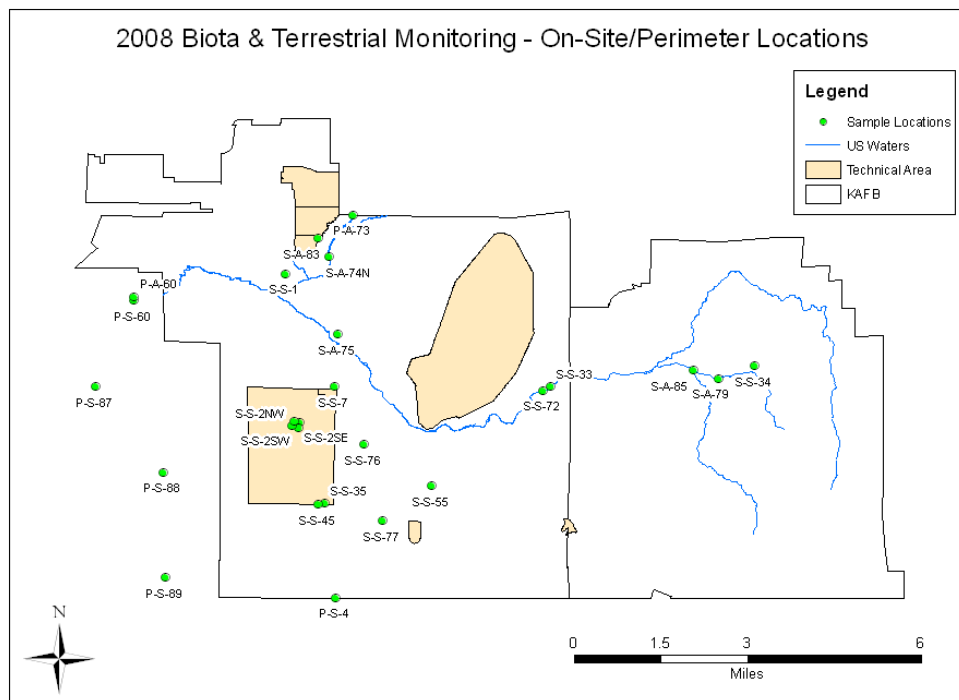 2008 Biota & Terrestrial Monitoring - On-Site/Perimeter Locations
Legend
Sample Locations
US Waters
Technical Area
KAFB
P-A-73
S-A-83
S-A-74N
S-S-1
P-A-60
P-S-60
S-A-75
S-S-33
S-A-85
S-S-34
S-A-79
S-S-72
P-S-87
S-S-7
S-S-2NW
S-S-2SE
S-S-2SW
S-S-76
P-S-88
S-S-35
S-S-55
S-S-45
S-S-77
P-S-89
P-S-4
N
0 1.5 3 6
Miles